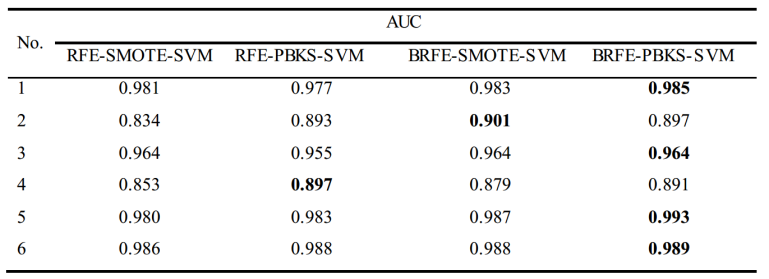 AUC
No.
RFE-SMOTE-SVM RFE-PBKS-SVM BRFE-SMOTE-SVM BRFE-PBKS-SVM
1 0.981 0.977 0.983 0.985
2 0.834 0.893 0.901 0.897
3 0.964 0.955 0.964 0.964
4 0.853 0.897 0.879 0.891
5 0.980 0.983 0.987 0.993
6 0.986 0.988 0.988 0.989